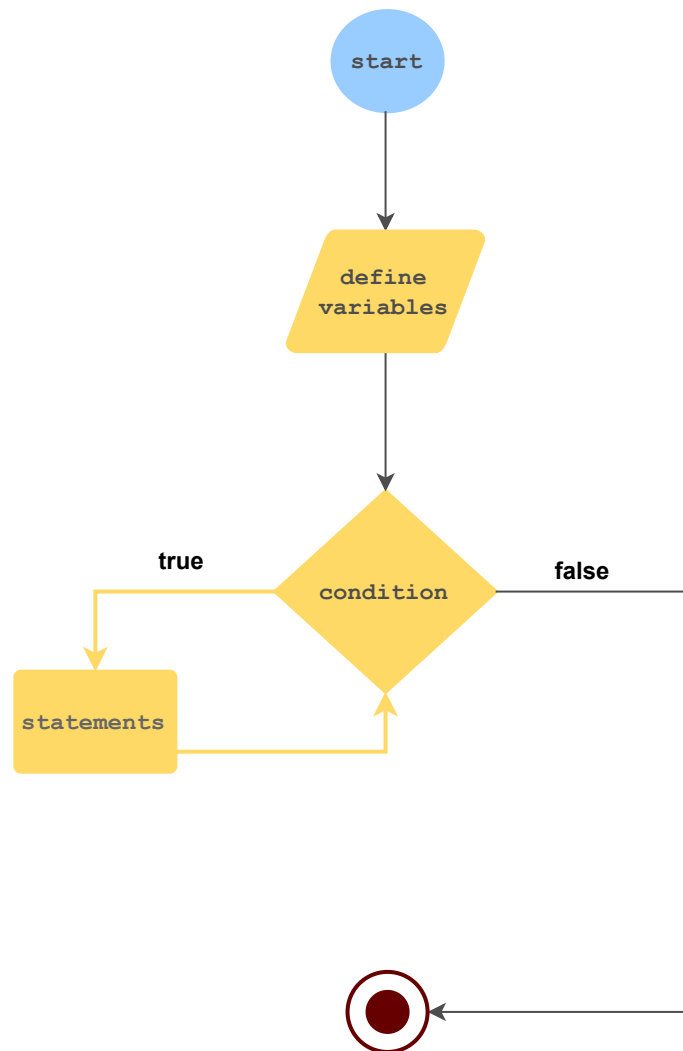 start
define
variables
true
false
condition
statements